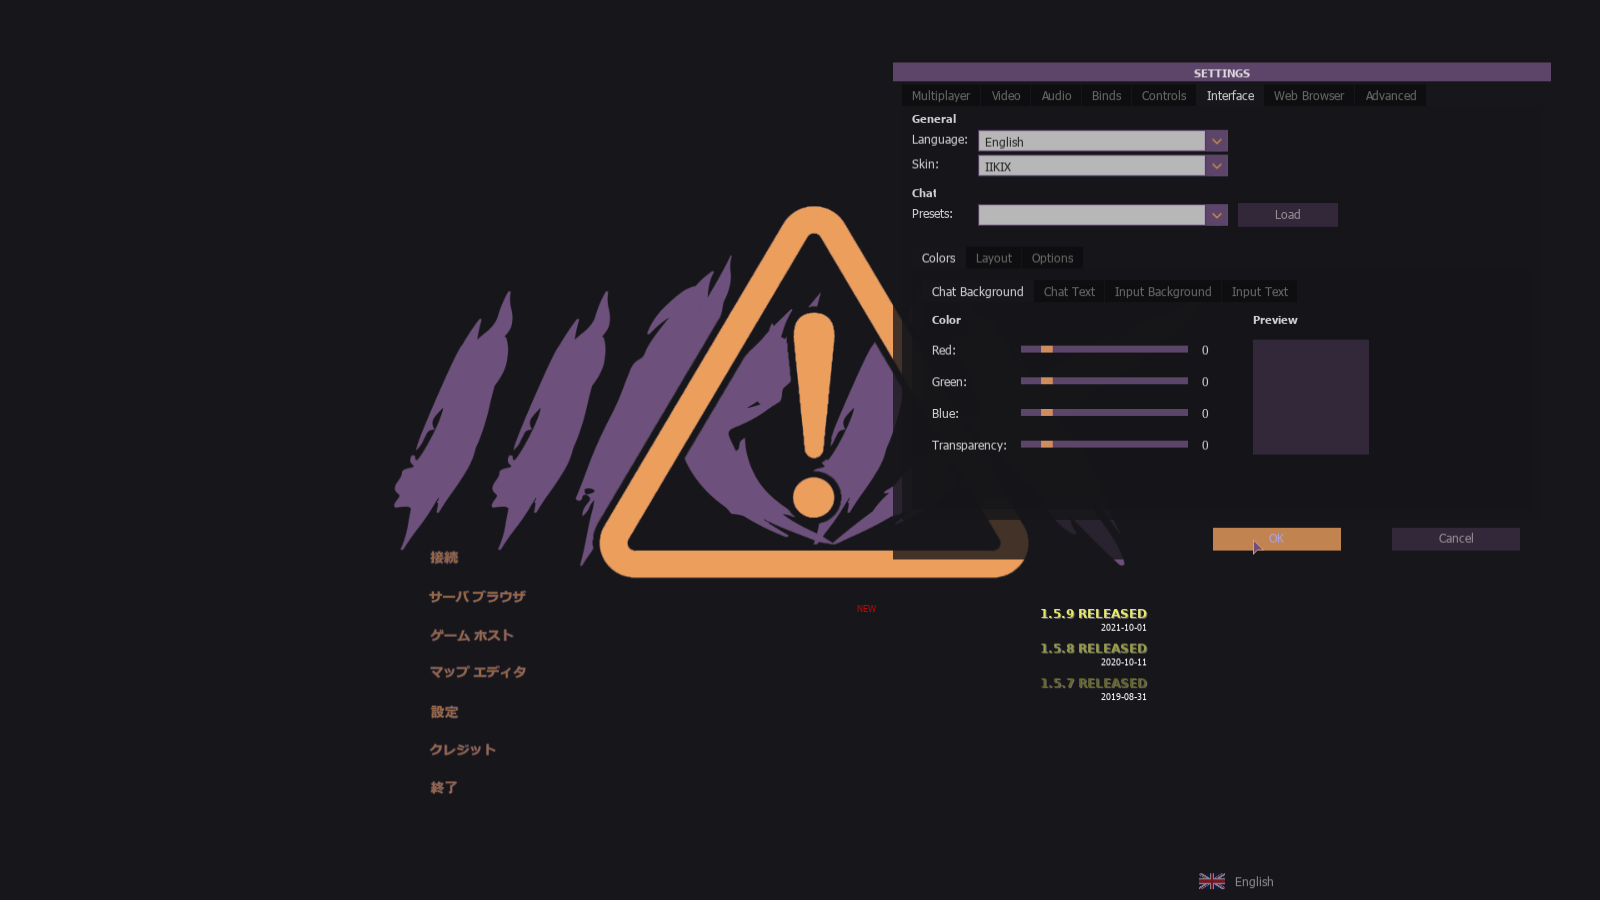 SETTINGS
Multiplayer Video Audio Binds Controls Interface Web Browser Advanced
General
Language: English
Skin: IIKIX
Chat
Presets: Load
Colors Layout Options
Chat Background Chat Text Input Background Input Text
Color Preview
Red: 0
Green: 0
Blue: 0
Transparency: 0
OK Cancel
接続
サーバ ブラウザ
ゲーム ホスト
マップ エディタ
設定
クレジット
終了
NEW
1.5.9 RELEASED
2021-10-01
1.5.8 RELEASED
2020-10-11
1.5.7 RELEASED
2019-08-31
English